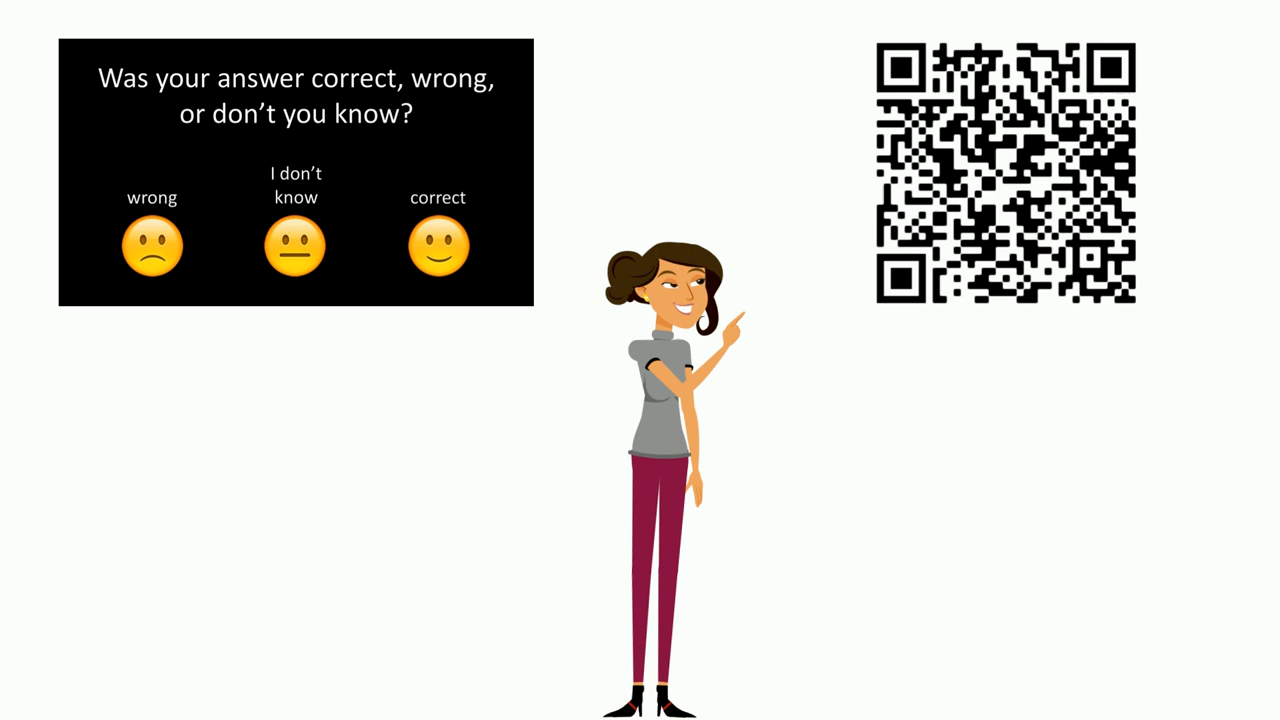 Was your answer correct, wrong,
or don’t you know?
wrong
I don’t
know
correct